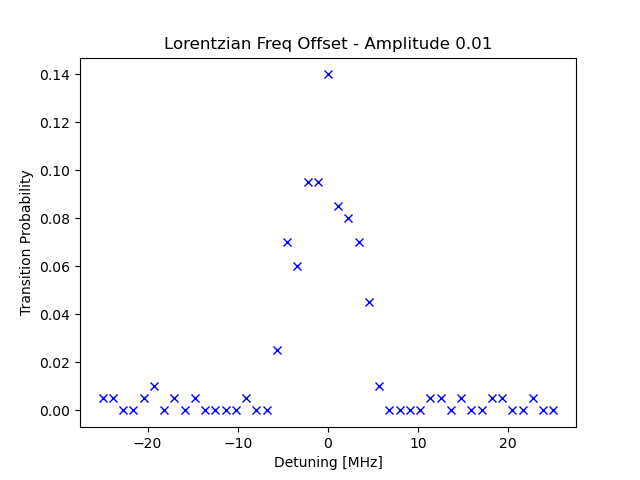 Lorentzian Freq Offset - Amplitude 0.01
0.14
0.12
0.10
0.08
0.06
0.04
0.02
0.00
Transition Probability
−20 −10 0 10 20
Detuning [MHz]